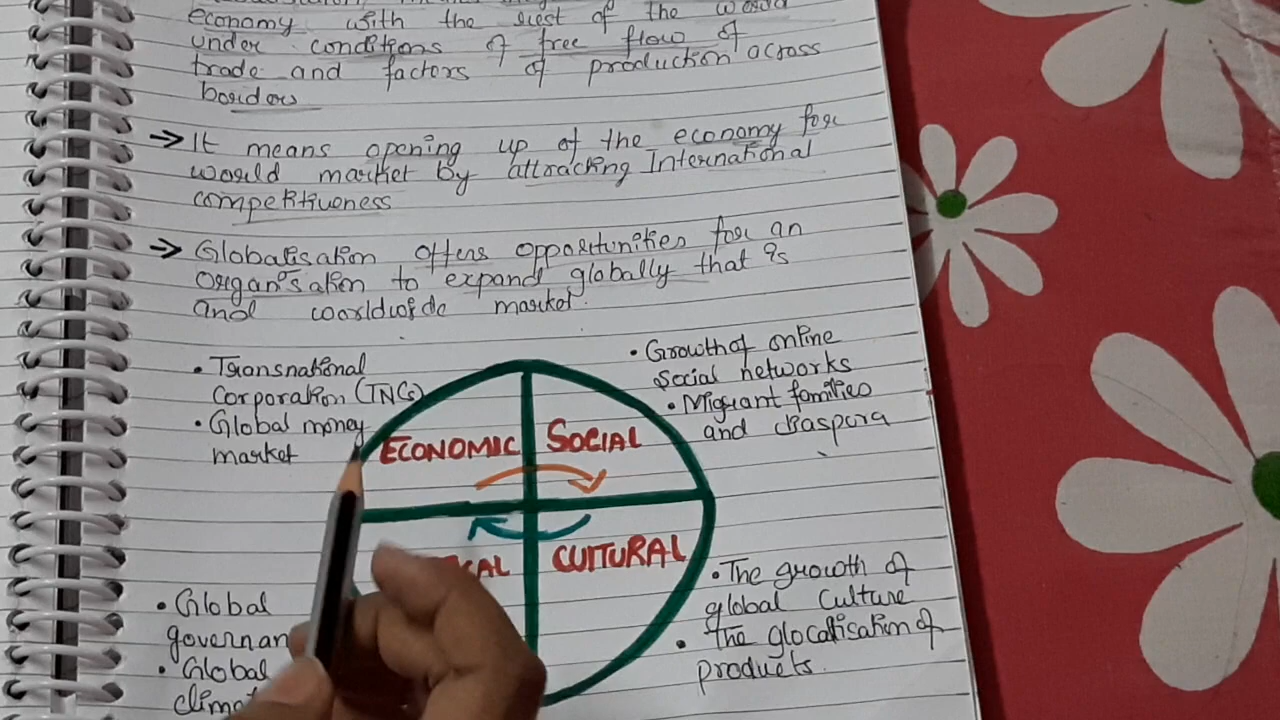 economy with the rest of the world
under conditions of free flow of
trade and factors of production across
borders
→ It means opening up of the economy for
world market by attracting International
competitiveness
→ Globalisation offers opportunities for an
Organisation to expand globally that is
and worldwide market.
• Transnational
Corporation (TNCs)
• Global money
market
• Growth of online
Social networks
• Migrant families
and diaspora
ECONOMIC
SOCIAL
CULTURAL
• Global
• Global
• The growth of
global Culture
• The glocalisation of
products.